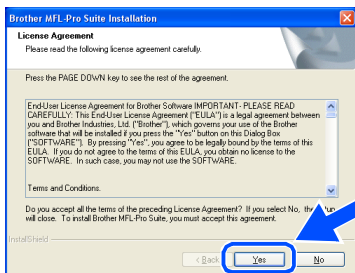 Brother MFL-Pro Suite Installation
License Agreement
Please read the following license agreement carefully.
Press the PAGE DOWN key to see the rest of the agreement.
End-User License Agreement for Brother Software IMPORTANT- PLEASE READ
CAREFULLY: This End-User License Agreement ("EULA") is a legal agreement between
you and Brother Industries, Ltd. ("Brother"), which governs your use of the Brother
software that will be installed if you press the "Yes" button on this Dialog Box
("SOFTWARE"). By pressing "Yes", you agree to be legally bound by the terms of this
EULA. If you do not agree to the terms of this EULA, you obtain no license to the
SOFTWARE. In such case, you may not use the SOFTWARE.
Terms and Conditions.
Do you accept all the terms of the preceding License Agreement? If you select No, the
will close. To install Brother MFL-Pro Suite, you must accept this agreement.
InstallShield
< Back
Yes
No